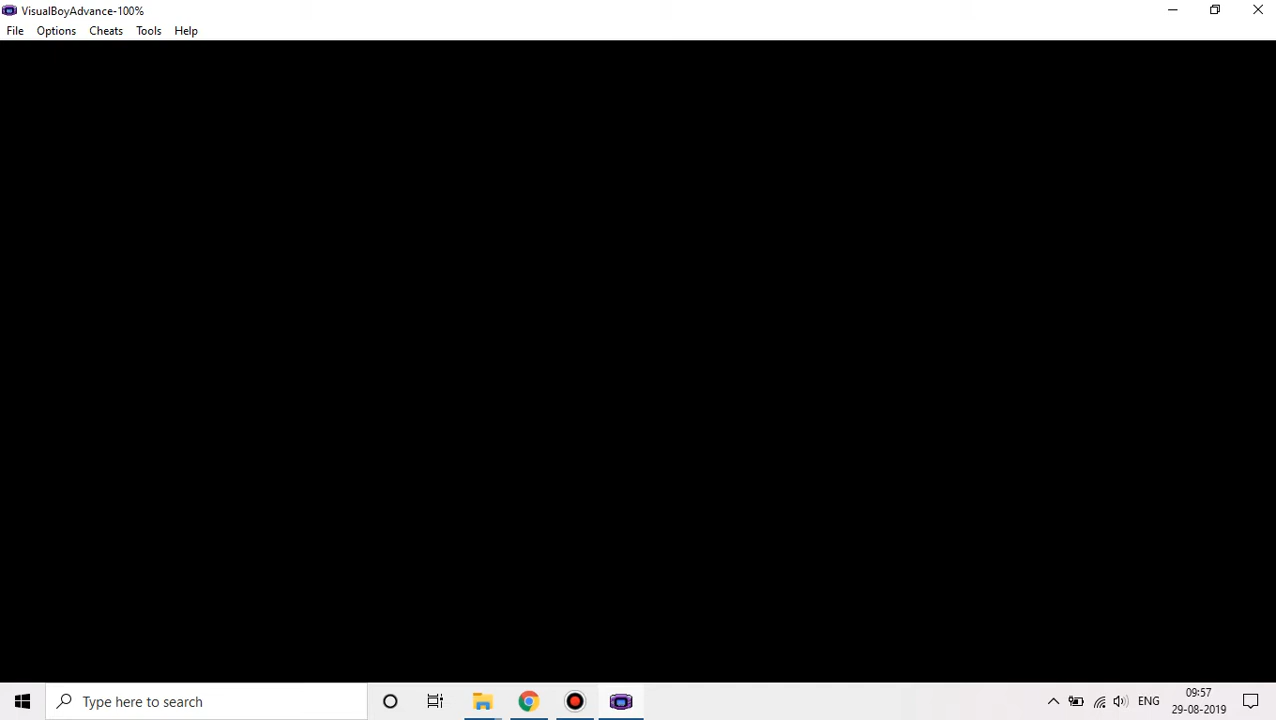 VisualBoyAdvance-100%
File Options Cheats Tools Help
Type here to search
ENG
09:57
29-08-2019